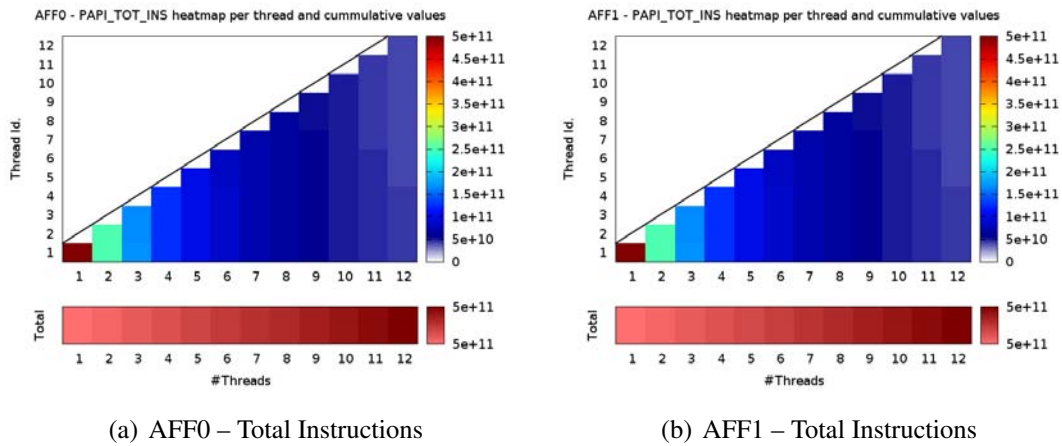 AFF0 - PAPI_TOT_INS heatmap per thread and cummulative values
12
11
10
9
8
7
6
5
4
3
2
1
Thread Id.
1 2 3 4 5 6 7 8 9 10 11 12
5e+11
4.5e+11
4e+11
3.5e+11
3e+11
2.5e+11
2e+11
1.5e+11
1e+11
5e+10
0
Total
5e+11
5e+11
1 2 3 4 5 6 7 8 9 10 11 12
#Threads
(a) AFF0 – Total Instructions
AFF1 - PAPI_TOT_INS heatmap per thread and cummulative values
12
11
10
9
8
7
6
5
4
3
2
1
Thread Id.
1 2 3 4 5 6 7 8 9 10 11 12
5e+11
4.5e+11
4e+11
3.5e+11
3e+11
2.5e+11
2e+11
1.5e+11
1e+11
5e+10
0
Total
5e+11
5e+11
1 2 3 4 5 6 7 8 9 10 11 12
#Threads
(b) AFF1 – Total Instructions